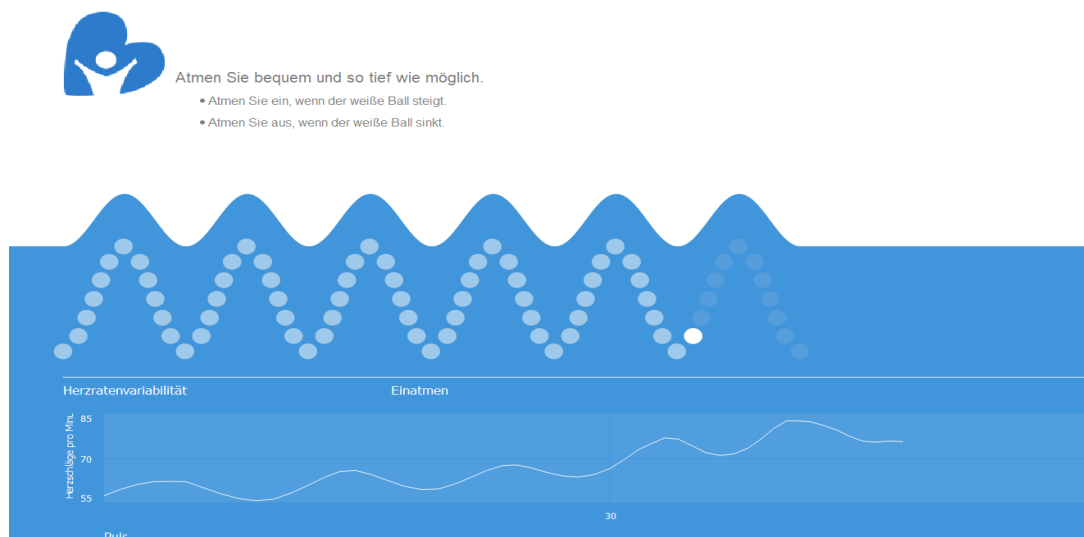 Atmen Sie bequem und so tief wie möglich.
• Atmen Sie ein, wenn der weiße Ball steigt.
• Atmen Sie aus, wenn der weiße Ball sinkt.
Herzratenvariabilität
Einatmen
Herzschläge pro Minu
85
70
55
30
Puls